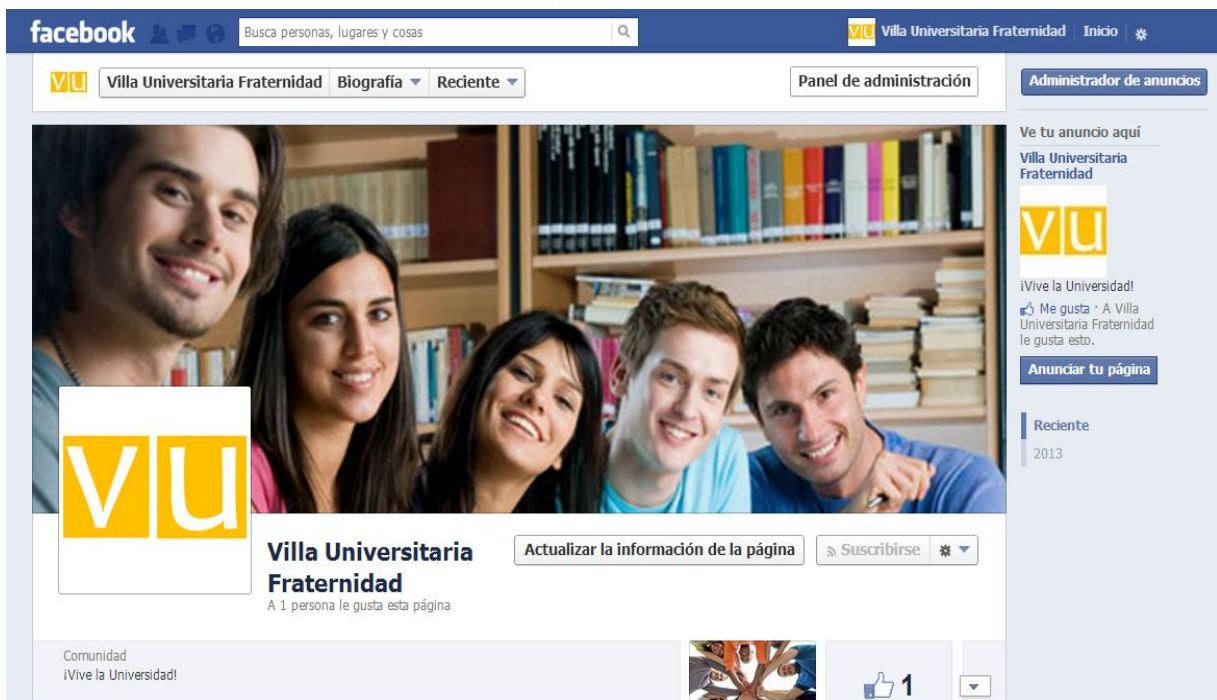 facebook
Busca personas, lugares y cosas
VU Villa Universitaria Fraternidad Inicio
VU Villa Universitaria Fraternidad Biografía Reciente
Panel de administración
Administrador de anuncios
Ve tu anuncio aquí
Villa Universitaria
Fraternidad
VU
¡Vive la Universidad!
Me gusta · A Villa
Universitaria Fraternidad
le gusta esto.
Anunciar tu página
Reciente
2013
VU
Villa Universitaria
Fraternidad
A 1 persona le gusta esta página
Actualizar la información de la página
Suscribirse
Comunidad
¡Vive la Universidad!
1